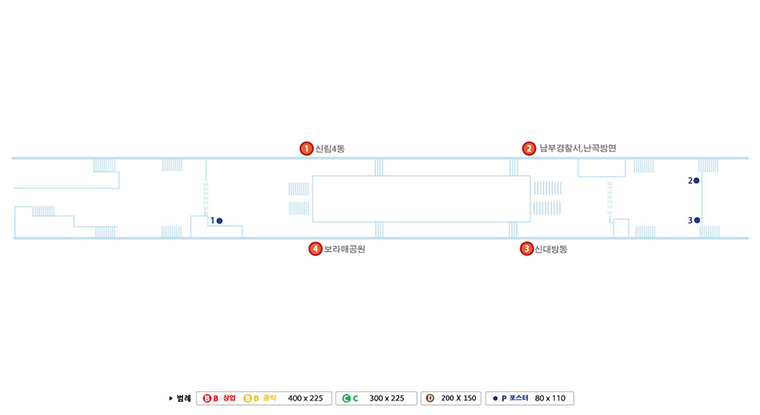 1 신림4동
2 남부경찰서,난곡방면
2
1
3
4 보라매공원
3 신대방동
▶ 범례
B B 상업 B B 공익 400 x 225
C C 300 x 225
D 200 X 150
P 포스터 80 x 110